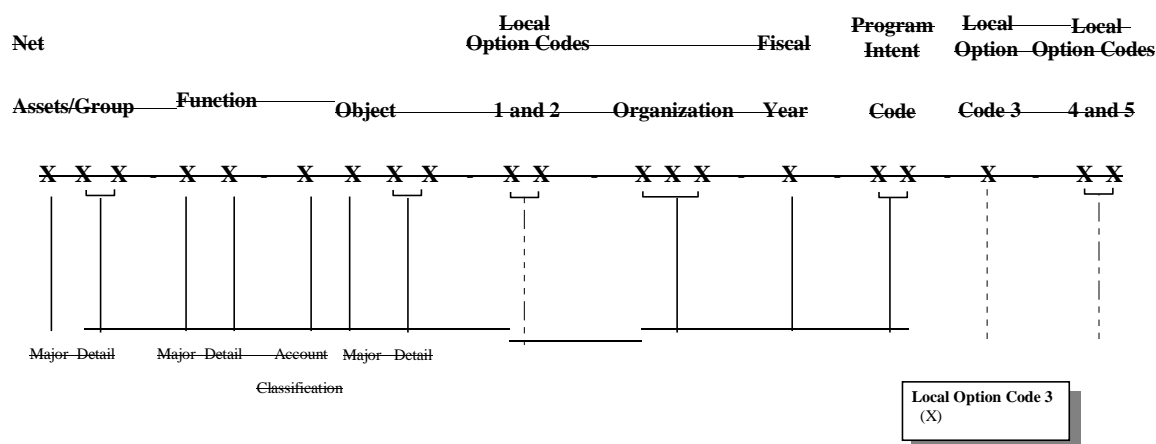 Local Program Local Local
Net Option Codes Fiscal Intent Option Option Codes
Assets/Group Function Object 1 and 2 Organization Year Code Code 3 4 and 5
X X X - X X - X X X X - X X - X X X - X - X X - X - X X
Major Detail Major Detail Account Major Detail
Classification
Local Option Code 3
(X)